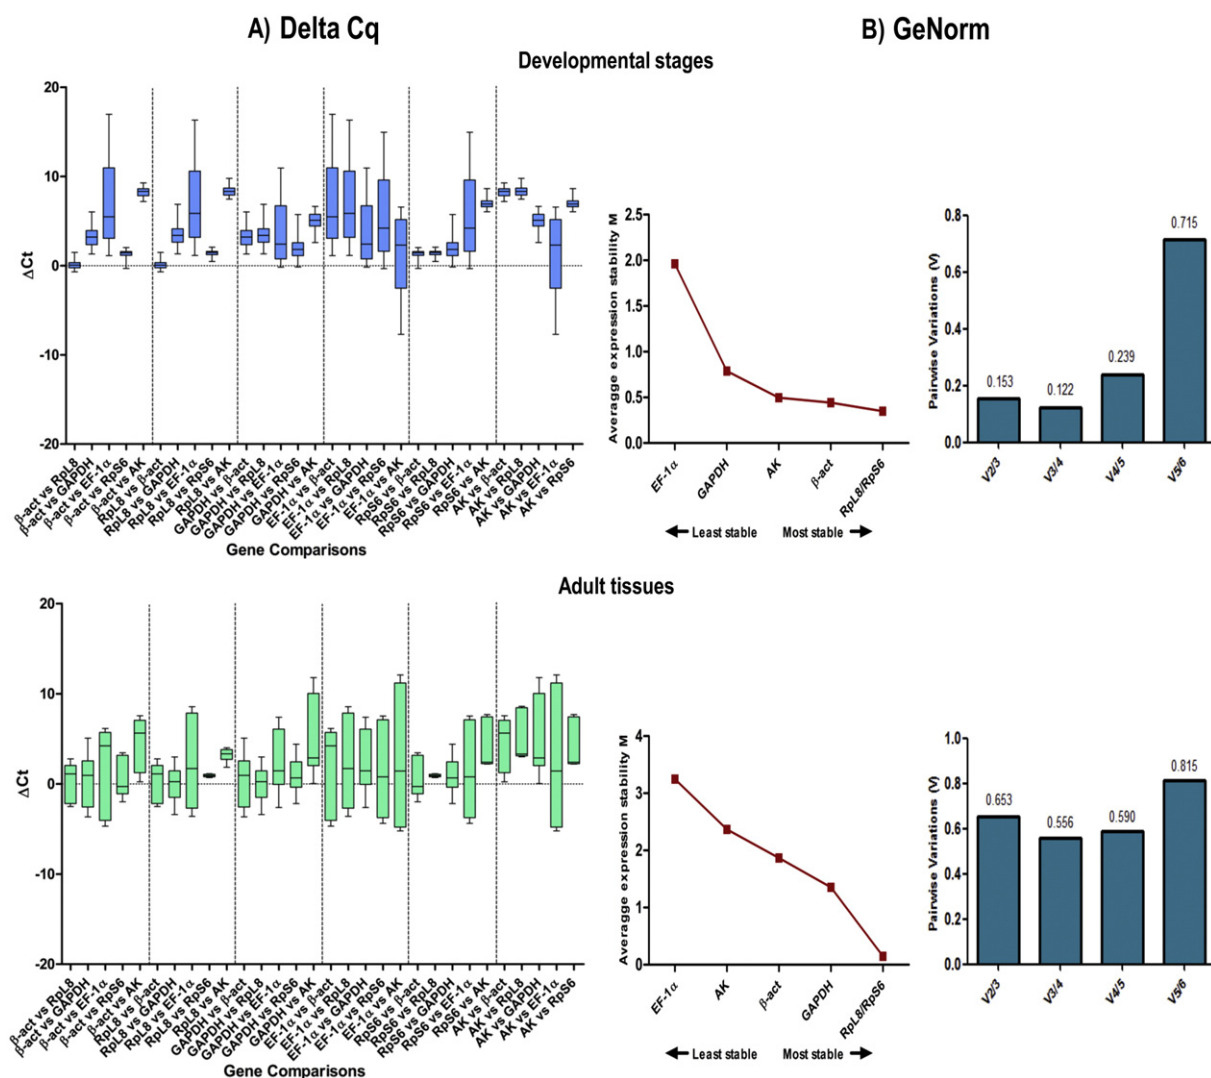 A) Delta Cq
B) GeNorm
Developmental stages
20
10
0
-10
-20
ΔCt
β-act vs RpL8
β-act vs GAPDH
β-act vs EF-1α
β-act vs RpS6
β-act vs AK
RpL8 vs β-act
RpL8 vs GAPDH
RpL8 vs EF-1α
RpL8 vs RpS6
RpL8 vs AK
GAPDH vs β-act
GAPDH vs RpL8
GAPDH vs EF-1α
GAPDH vs RpS6
GAPDH vs AK
EF-1α vs β-act
EF-1α vs RpL8
EF-1α vs GAPDH
EF-1α vs RpS6
EF-1α vs AK
RpS6 vs β-act
RpS6 vs RpL8
RpS6 vs GAPDH
RpS6 vs EF-1α
RpS6 vs AK
AK vs β-act
AK vs RpL8
AK vs GAPDH
AK vs EF-1α
AK vs RpS6
Gene Comparisons
2.5
2.0
1.5
1.0
0.5
0.0
Averagge expression stability M
EF-1α
GAPDH
AK
β-act
RpL8/RpS6
Least stable Most stable
0.8
0.6
0.4
0.2
0.0
Pairwise Variations (V)
0.153
0.122
0.239
0.715
V2/3
V3/4
V4/5
V5/6
Adult tissues
20
10
0
-10
-20
ΔCt
β-act vs RpL8
β-act vs GAPDH
β-act vs EF-1α
β-act vs RpS6
β-act vs AK
RpL8 vs β-act
RpL8 vs GAPDH
RpL8 vs EF-1α
RpL8 vs RpS6
RpL8 vs AK
GAPDH vs β-act
GAPDH vs RpL8
GAPDH vs EF-1α
GAPDH vs RpS6
GAPDH vs AK
EF-1α vs β-act
EF-1α vs RpL8
EF-1α vs GAPDH
EF-1α vs RpS6
EF-1α vs AK
RpS6 vs β-act
RpS6 vs RpL8
RpS6 vs GAPDH
RpS6 vs EF-1α
RpS6 vs AK
AK vs β-act
AK vs RpL8
AK vs GAPDH
AK vs EF-1α
AK vs RpS6
Gene Comparisons
4
3
2
1
0
Averagge expression stability M
EF-1α
AK
β-act
GAPDH
RpL8/RpS6
Least stable Most stable
1.0
0.8
0.6
0.4
0.2
0.0
Pairwise Variations (V)
0.653
0.556
0.590
0.815
V2/3
V3/4
V4/5
V5/6